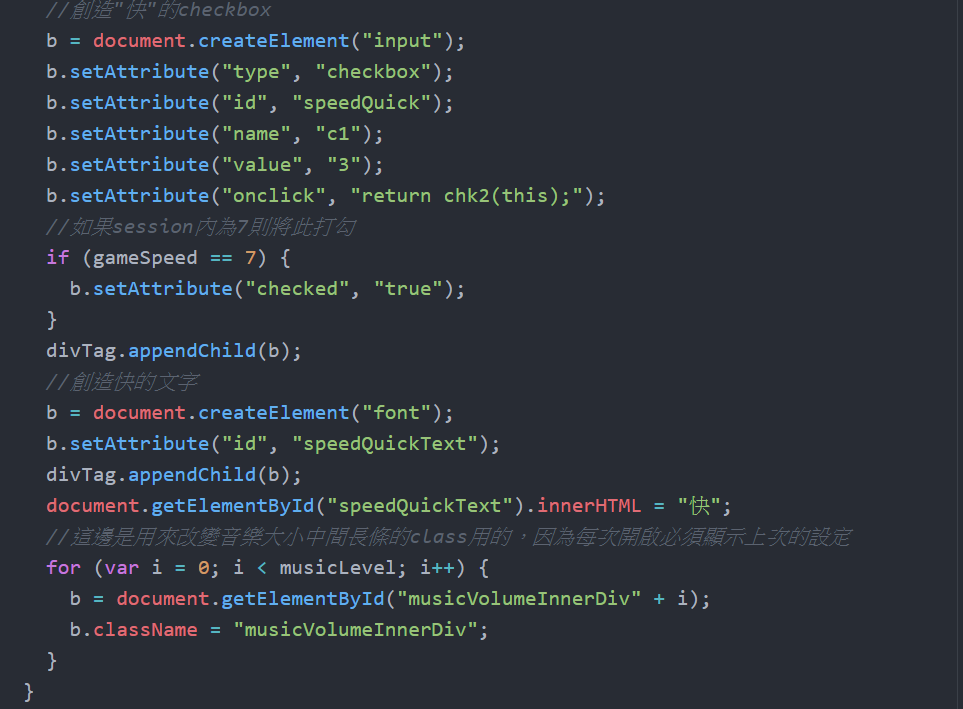 //創造"快"的checkbox
b = document.createElement("input");
b.setAttribute("type", "checkbox");
b.setAttribute("id", "speedQuick");
b.setAttribute("name", "c1");
b.setAttribute("value", "3");
b.setAttribute("onclick", "return chk2(this);");
//如果session內為7則將此打勾
if (gameSpeed == 7) {
b.setAttribute("checked", "true");
}
divTag.appendChild(b);
//創造快的文字
b = document.createElement("font");
b.setAttribute("id", "speedQuickText");
divTag.appendChild(b);
document.getElementById("speedQuickText").innerHTML = "快";
//這邊是用來改變音樂大小中間長條的class用的，因為每次開啟必須顯示上次的設定
for (var i = 0; i < musicLevel; i++) {
b = document.getElementById("musicVolumeInnerDiv" + i);
b.className = "musicVolumeInnerDiv";
}
}